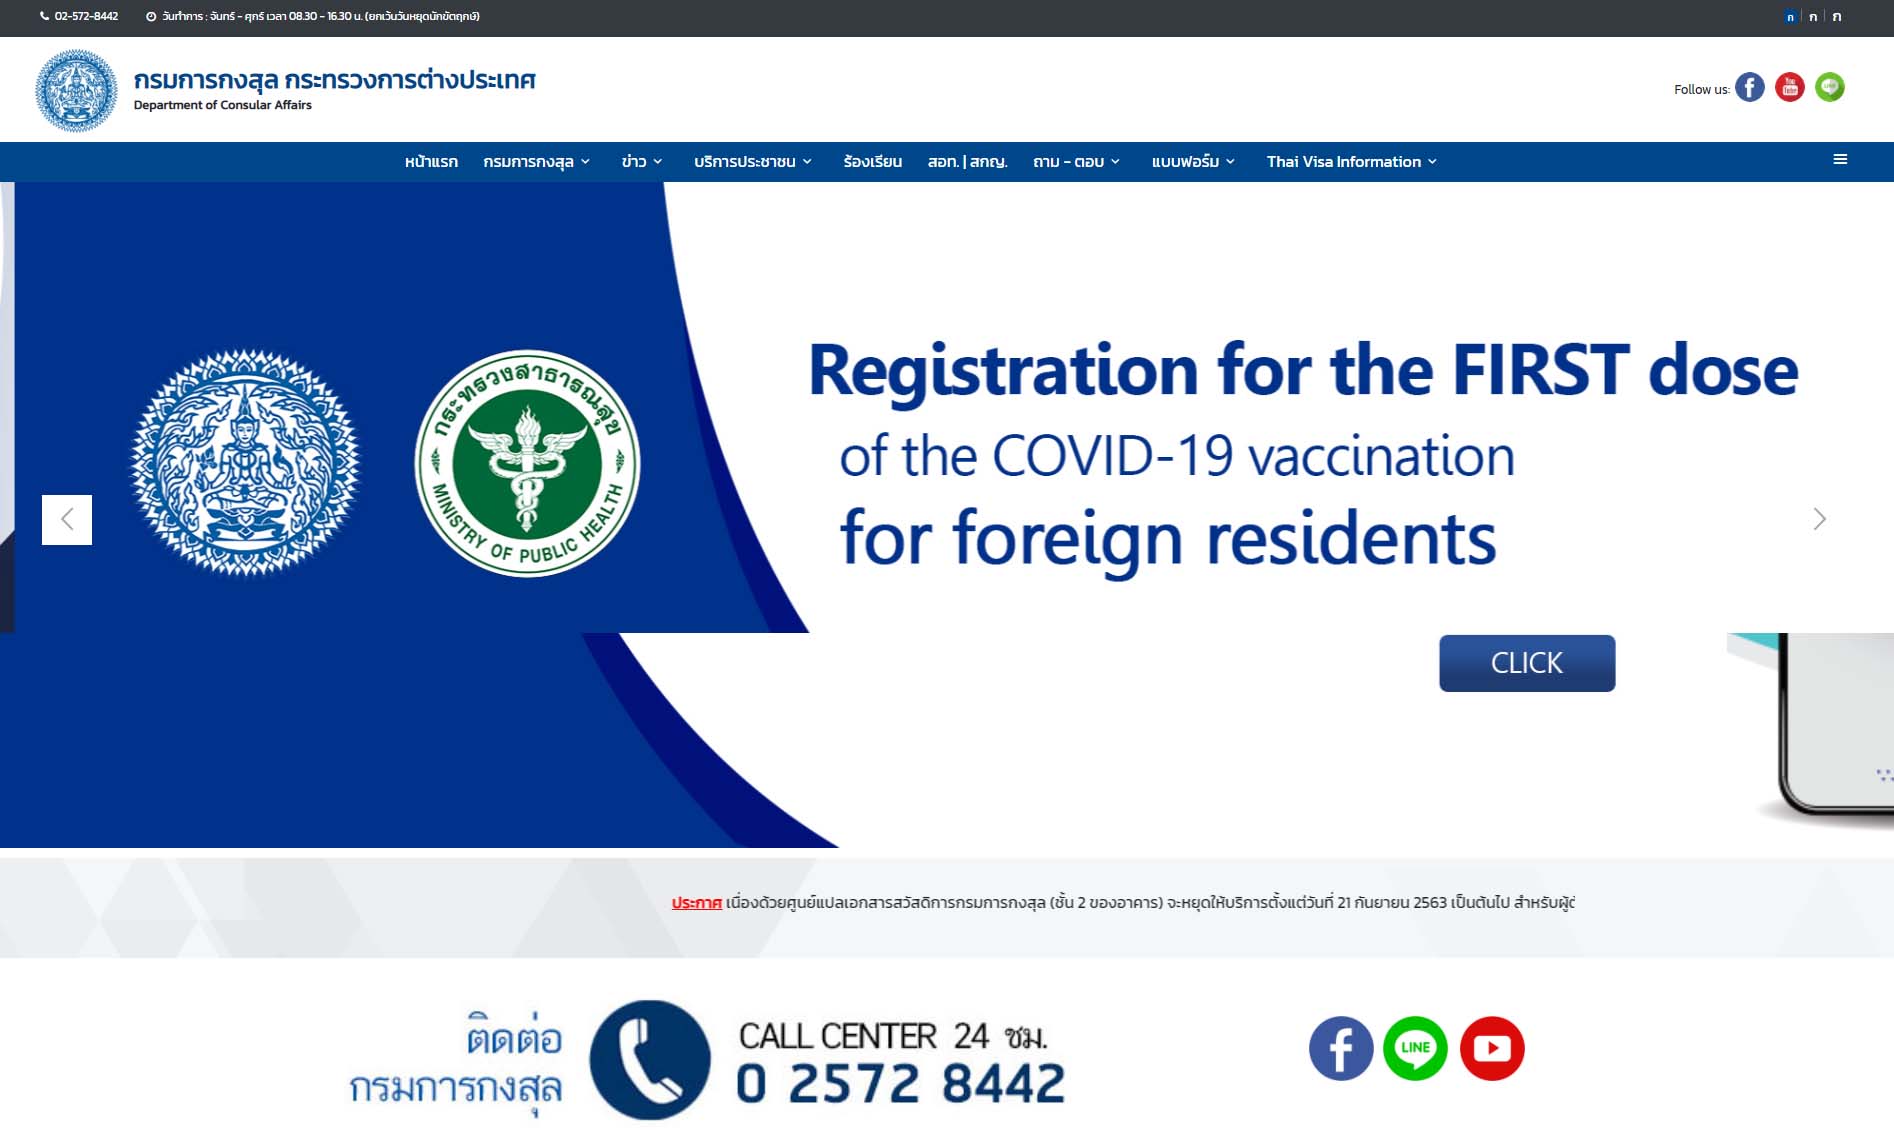 02-572-8442 วันทำการ : จันทร์ - ศุกร์ เวลา 08.30 - 16.30 น. (ยกเว้นวันหยุดนักขัตฤกษ์) ก ก ก
กรมการกงสุล กระทรวงการต่างประเทศ
Department of Consular Affairs
Follow us:
หน้าแรก กรมการกงสุล ข่าว บริการประชาชน ร้องเรียน สอท. | สกญ. ถาม - ตอบ แบบฟอร์ม Thai Visa Information
กระทรวงสาธารณสุข
MINISTRY OF PUBLIC HEALTH
Registration for the FIRST dose
of the COVID-19 vaccination
for foreign residents
CLICK
ประกาศ เนื่องด้วยศูนย์แปลเอกสารสวัสดิการกรมการกงสุล (ชั้น 2 ของอาคาร) จะหยุดให้บริการตั้งแต่วันที่ 21 กันยายน 2563 เป็นต้นไป สำหรับ
ติดต่อ
กรมการกงสุล
CALL CENTER 24 ชม.
0 2572 8442
LINE